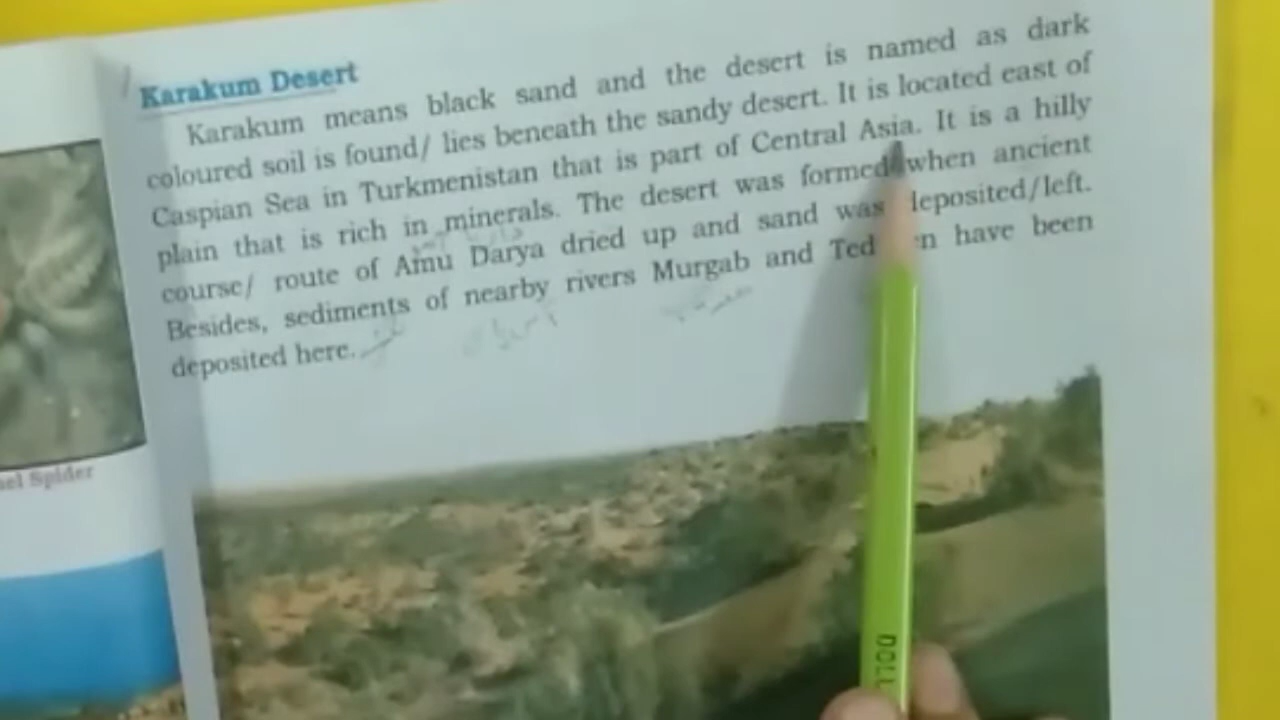 Karakum Desert
Karakum means black sand and the desert is named as dark
coloured soil is found/ lies beneath the sandy desert. It is located east of
Caspian Sea in Turkmenistan that is part of Central Asia. It is a hilly
plain that is rich in minerals. The desert was formed when ancient
course/ route of Amu Darya dried up and sand was deposited/left.
Besides, sediments of nearby rivers Murgab and have been
deposited here.
Spider
DOLL